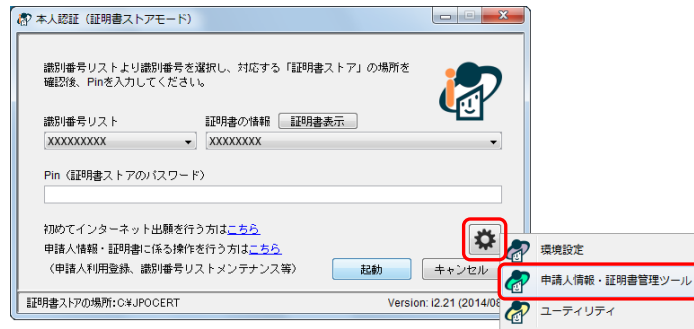 本人認証（証明書ストアモード）
識別番号リストより識別番号を選択し、対応する「証明書ストア」の場所を
確認後、Pinを入力してください。
識別番号リスト 証明書の情報 証明書表示
XXXXXXXXX XXXXXXXX
Pin（証明書ストアのパスワード）
初めてインターネット出願を行う方はこちら
申請人情報・証明書に係る操作を行う方はこちら
（申請人利用登録、識別番号リストメンテナンス等） 起動 キャンセル
証明書ストアの場所:C¥JPOCERT Version: i2.21 (2014/08
環境設定
申請人情報・証明書管理ツール
ユーティリティ